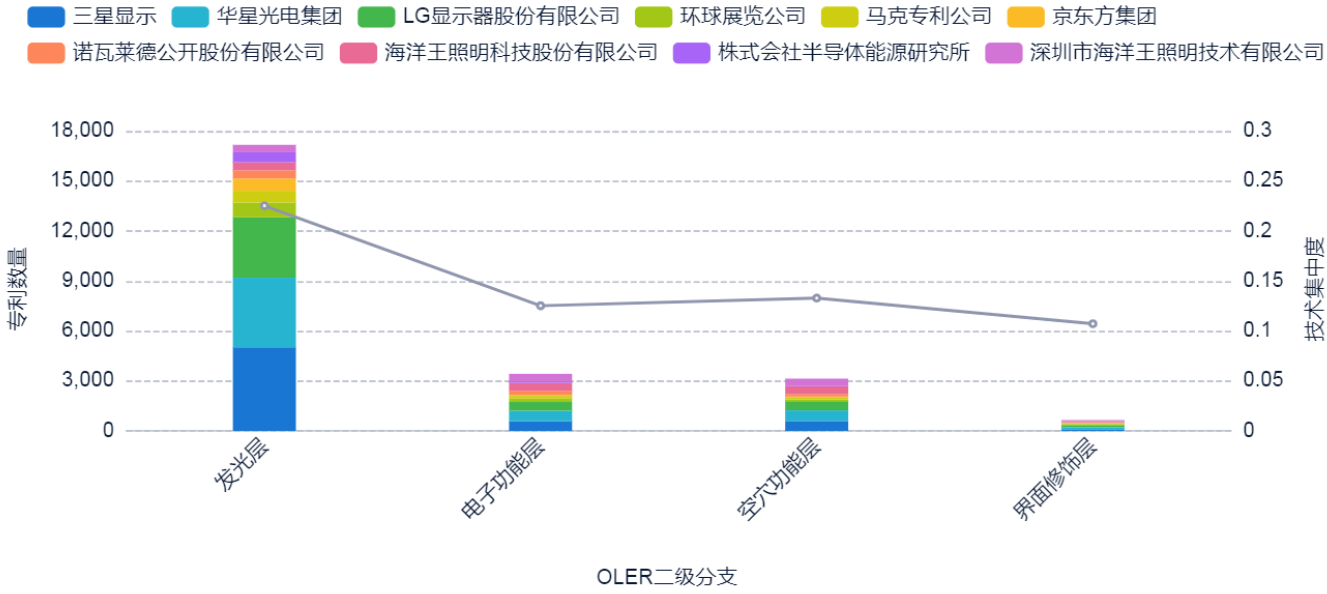 三星显示 华星光电集团 LG显示器股份有限公司 环球展览公司 马克专利公司 京东方集团
诺瓦莱德公开股份有限公司 海洋王照明科技股份有限公司 株式会社半导体能源研究所 深圳市海洋王照明技术有限公司
18,000 0.3
15,000 0.25
12,000 0.2
9,000 0.15
6,000 0.1
3,000 0.05
0 0
专利数量
技术集中度
发光层 电子功能层 空穴功能层 界面修饰层
OLER二级分支